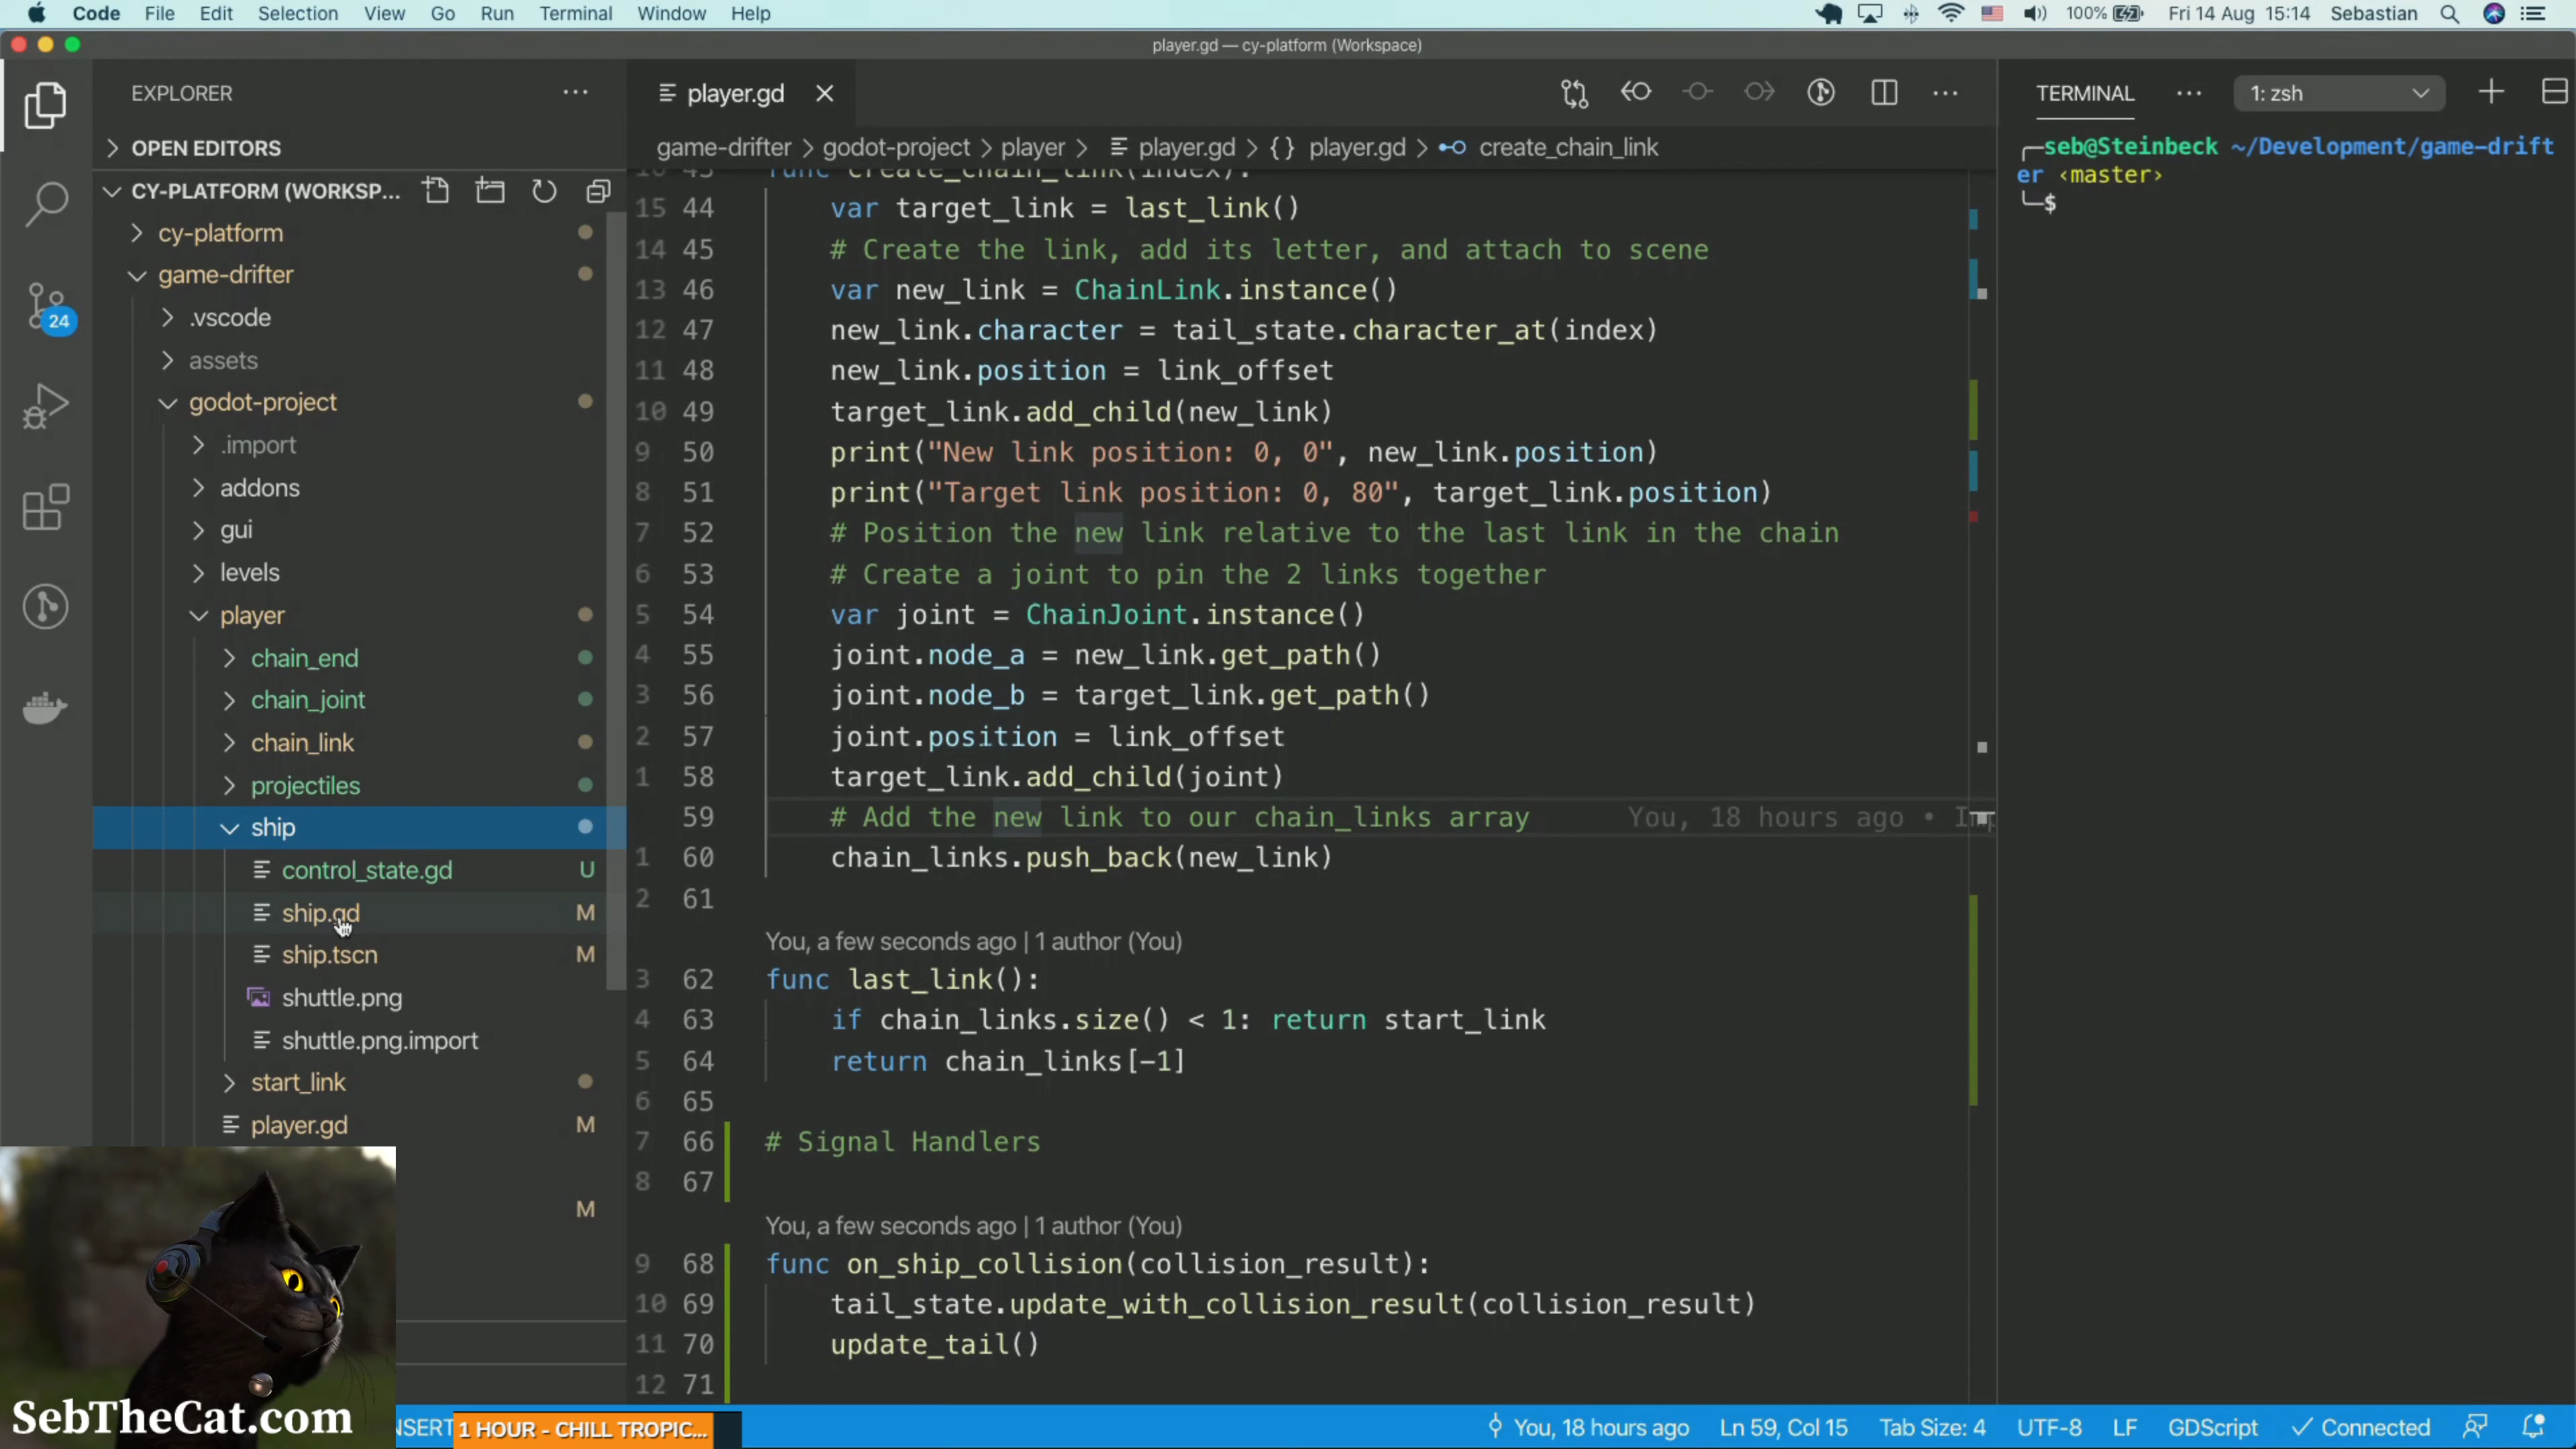 Code File Edit Selection View Go Run Terminal Window Help 100% Fri 14 Aug 15:14 Sebastian
player.gd — cy-platform (Workspace)
EXPLORER
OPEN EDITORS
CY-PLATFORM (WORKSP...
cy-platform
game-drifter
.vscode
assets
godot-project
.import
addons
gui
levels
player
chain_end
chain_joint
chain_link
projectiles
ship
control_state.gd U
ship.gd M
ship.tscn M
shuttle.png
shuttle.png.import
start_link
player.gd M
M
24
player.gd
game-drifter > godot-project > player > player.gd > {} player.gd > create_chain_link
15 44 var target_link = last_link()
14 45 # Create the link, add its letter, and attach to scene
13 46 var new_link = ChainLink.instance()
12 47 new_link.character = tail_state.character_at(index)
11 48 new_link.position = link_offset
10 49 target_link.add_child(new_link)
9 50 print("New link position: 0, 0", new_link.position)
8 51 print("Target link position: 0, 80", target_link.position)
7 52 # Position the new link relative to the last link in the chain
6 53 # Create a joint to pin the 2 links together
5 54 var joint = ChainJoint.instance()
4 55 joint.node_a = new_link.get_path()
3 56 joint.node_b = target_link.get_path()
2 57 joint.position = link_offset
1 58 target_link.add_child(joint)
59 # Add the new link to our chain_links array You, 18 hours ago •
1 60 chain_links.push_back(new_link)
2 61
You, a few seconds ago | 1 author (You)
3 62 func last_link():
4 63 if chain_links.size() < 1: return start_link
5 64 return chain_links[-1]
6 65
7 66 # Signal Handlers
8 67
You, a few seconds ago | 1 author (You)
9 68 func on_ship_collision(collision_result):
10 69 tail_state.update_with_collision_result(collision_result)
11 70 update_tail()
12 71
TERMINAL 1: zsh
seb@Steinbeck ~/Development/game-drift
er ‹master›
$
SebTheCat.com
1 HOUR - CHILL TROPIC...
You, 18 hours ago Ln 59, Col 15 Tab Size: 4 UTF-8 LF GDScript Connected